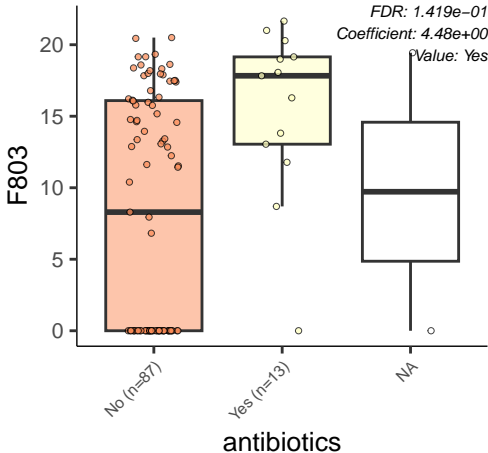 FDR: 1.419e−01
Coefficient: 4.48e+00
Value: Yes
20
15
10
5
0
F803
No (n=87)
Yes (n=13)
NA
antibiotics